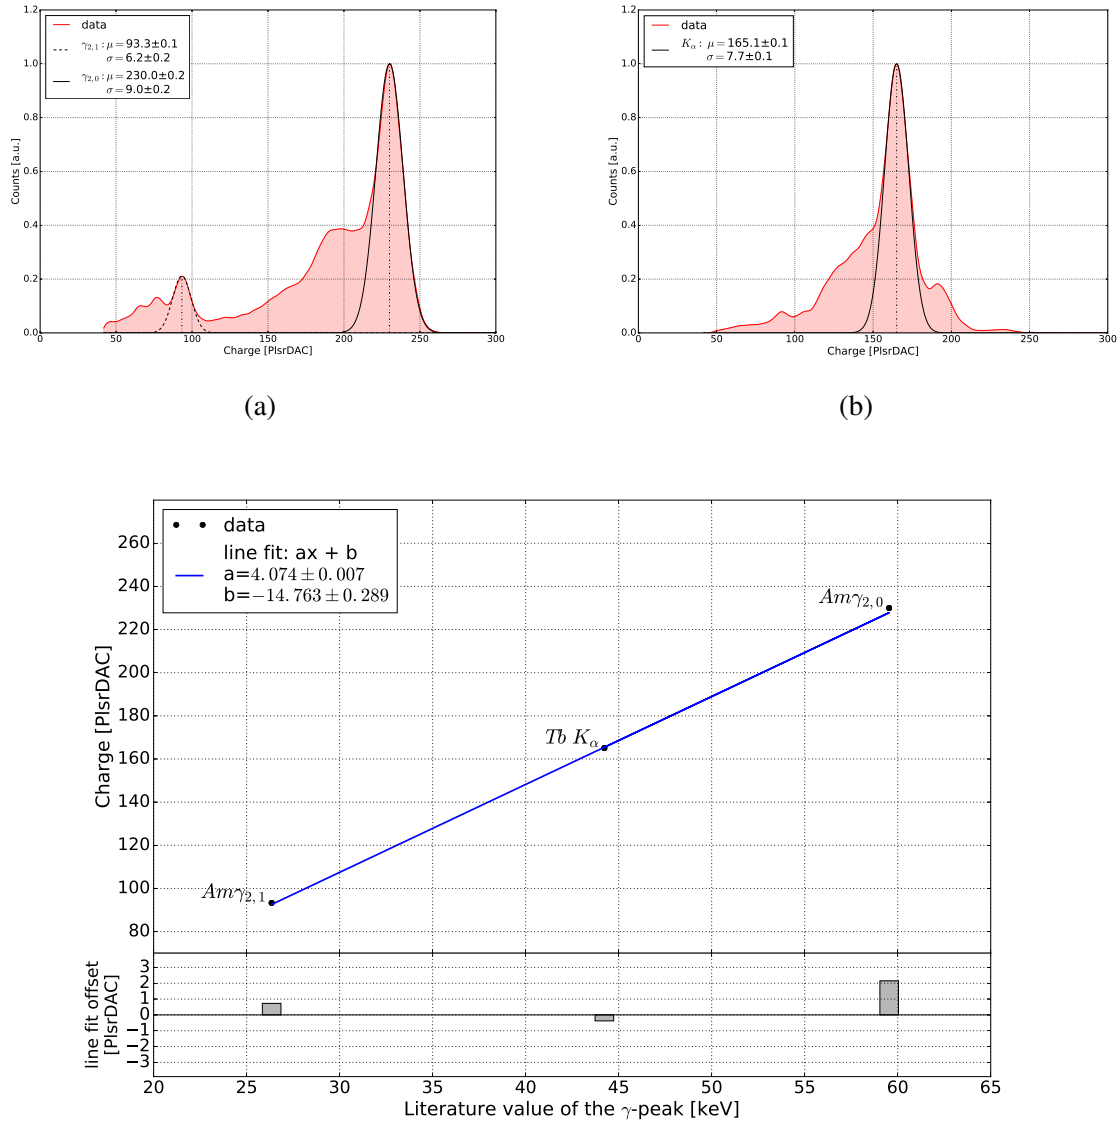 1.2
1.0
0.8
0.6
0.4
0.2
0.0
0
50
100
150
200
250
300
Counts [a.u.]
Charge [PlsrDAC]
data
γ2,1 : μ = 93.3±0.1
σ = 6.2±0.2
γ2,0 : μ = 230.0±0.2
σ = 9.0±0.2
(a)
1.2
1.0
0.8
0.6
0.4
0.2
0.0
0
50
100
150
200
250
300
Counts [a.u.]
Charge [PlsrDAC]
data
Kα : μ = 165.1±0.1
σ = 7.7±0.1
(b)
data
line fit: ax + b
a=4.074 ± 0.007
b=−14.763 ± 0.289
Amγ2,0
Tb Kα
Amγ2,1
260
240
220
200
180
160
140
120
100
80
Charge [PlsrDAC]
3
2
1
0
−1
−2
−3
line fit offset
[PlsrDAC]
20
25
30
35
40
45
50
55
60
65
Literature value of the γ-peak [keV]